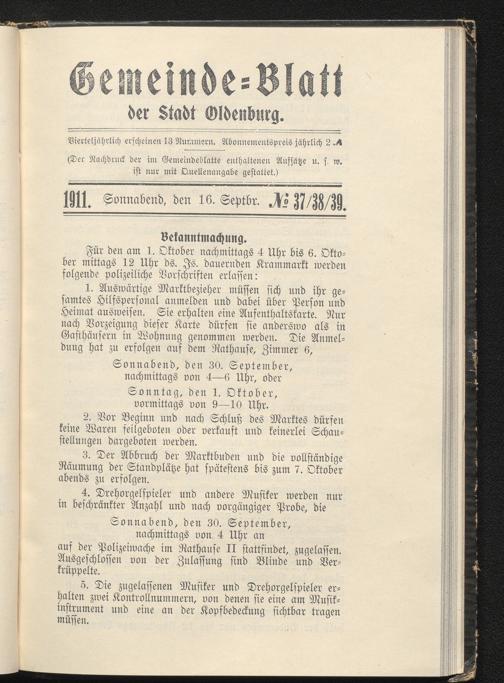 Gemeinde=Blatt
der Stadt Oldenburg.
Vierteljährlich erscheinen 13 Nummern. Abonnementspreis jährlich 2 ℳ
(Der Nachdruck der im Gemeindeblatte enthaltenen Aufsätze u. s. w.
ist nur mit Quellenangabe gestattet.)
1911. Sonnabend, den 16. Septbr. № 37/38/39.
Bekanntmachung.
Für den am 1. Oktober nachmittags 4 Uhr bis 6. Okto-
ber mittags 12 Uhr ds. Js. dauernden Krammarkt werden
folgende polizeiliche Vorschriften erlassen:
1. Auswärtige Marktbezieher müssen sich und ihr ge-
samtes Hilfspersonal anmelden und dabei über Person und
Heimat ausweisen. Sie erhalten eine Aufenthaltskarte. Nur
nach Vorzeigung dieser Karte dürfen sie anderswo als in
Gasthäusern in Wohnung genommen werden. Die Anmel-
dung hat zu erfolgen auf dem Rathause, Zimmer 6,
Sonnabend, den 30. September,
nachmittags von 4—6 Uhr, oder
Sonntag, den 1. Oktober,
vormittags von 9—10 Uhr.
2. Vor Beginn und nach Schluß des Marktes dürfen
keine Waren feilgeboten oder verkauft und keinerlei Schau-
stellungen dargeboten werden.
3. Der Abbruch der Marktbuden und die vollständige
Räumung der Standplätze hat spätestens bis zum 7. Oktober
abends zu erfolgen.
4. Drehorgelspieler und andere Musiker werden nur
in beschränkter Anzahl und nach vorgängiger Probe, die
Sonnabend, den 30. September,
nachmittags von 4 Uhr an
auf der Polizeiwache im Rathause II stattfindet, zugelassen.
Ausgeschlossen von der Zulassung sind Blinde und Ver-
krüppelte.
5. Die zugelassenen Musiker und Drehorgelspieler er-
halten zwei Kontrollnummern, von denen sie eine am Musik-
instrument und eine an der Kopfbedeckung sichtbar tragen
müssen.